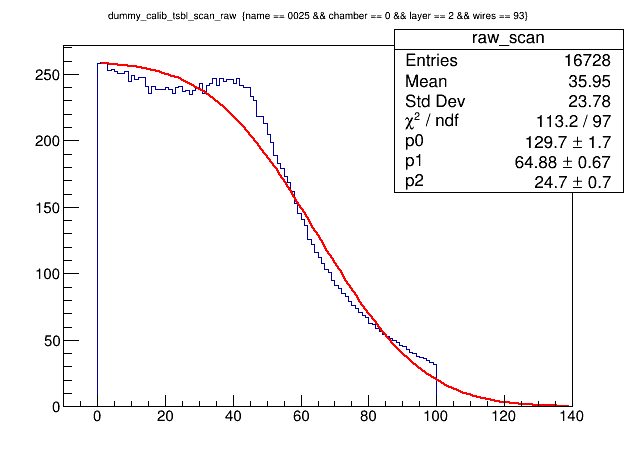 dummy_calib_tsbl_scan_raw {name == 0025 && chamber == 0 && layer == 2 && wires == 93}
raw_scan
Entries 16728
Mean 35.95
Std Dev 23.78
χ² / ndf 113.2 / 97
p0 129.7 ± 1.7
p1 64.88 ± 0.67
p2 24.7 ± 0.7
250
200
150
100
50
0
0 20 40 60 80 100 120 140